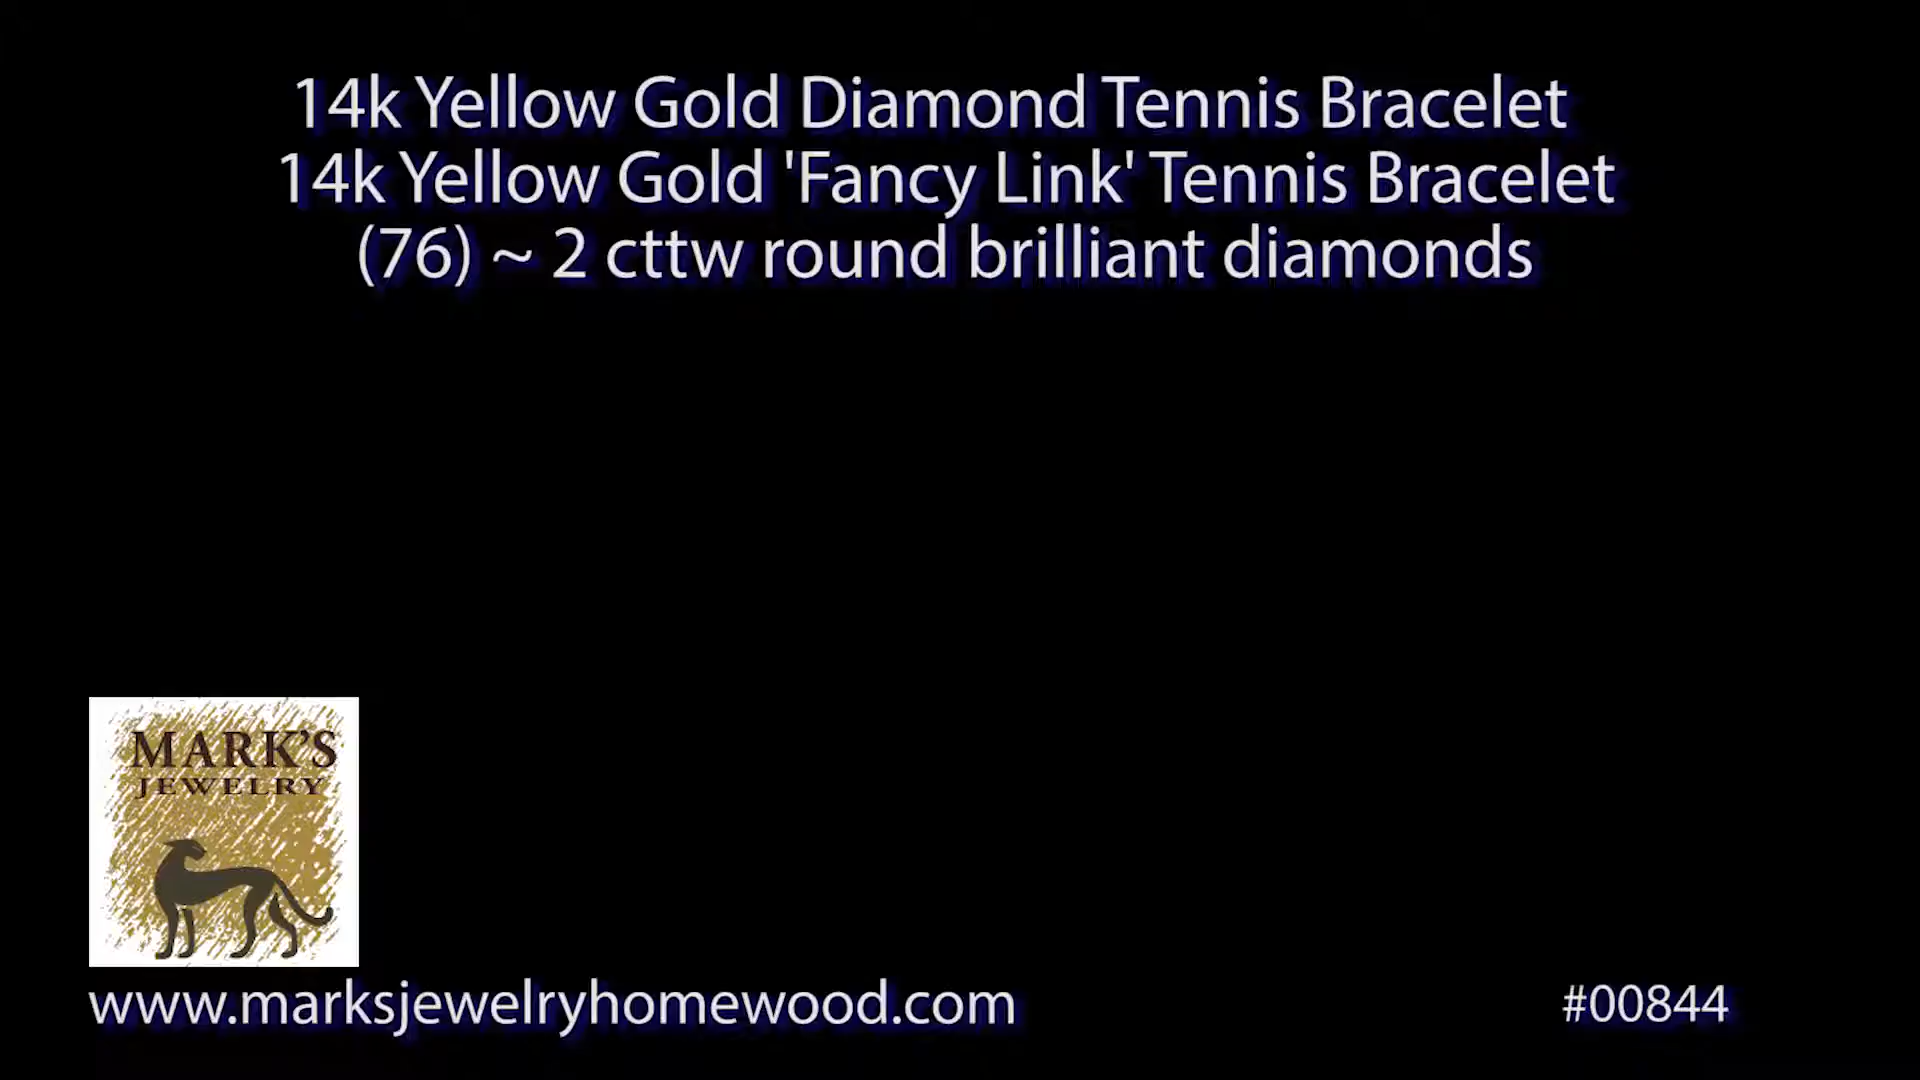 14k Yellow Gold Diamond Tennis Bracelet
14k Yellow Gold 'Fancy Link' Tennis Bracelet
(76) ~ 2 cttw round brilliant diamonds
MARK'S
JEWELRY
www.marksjewelryhomewood.com
#00844